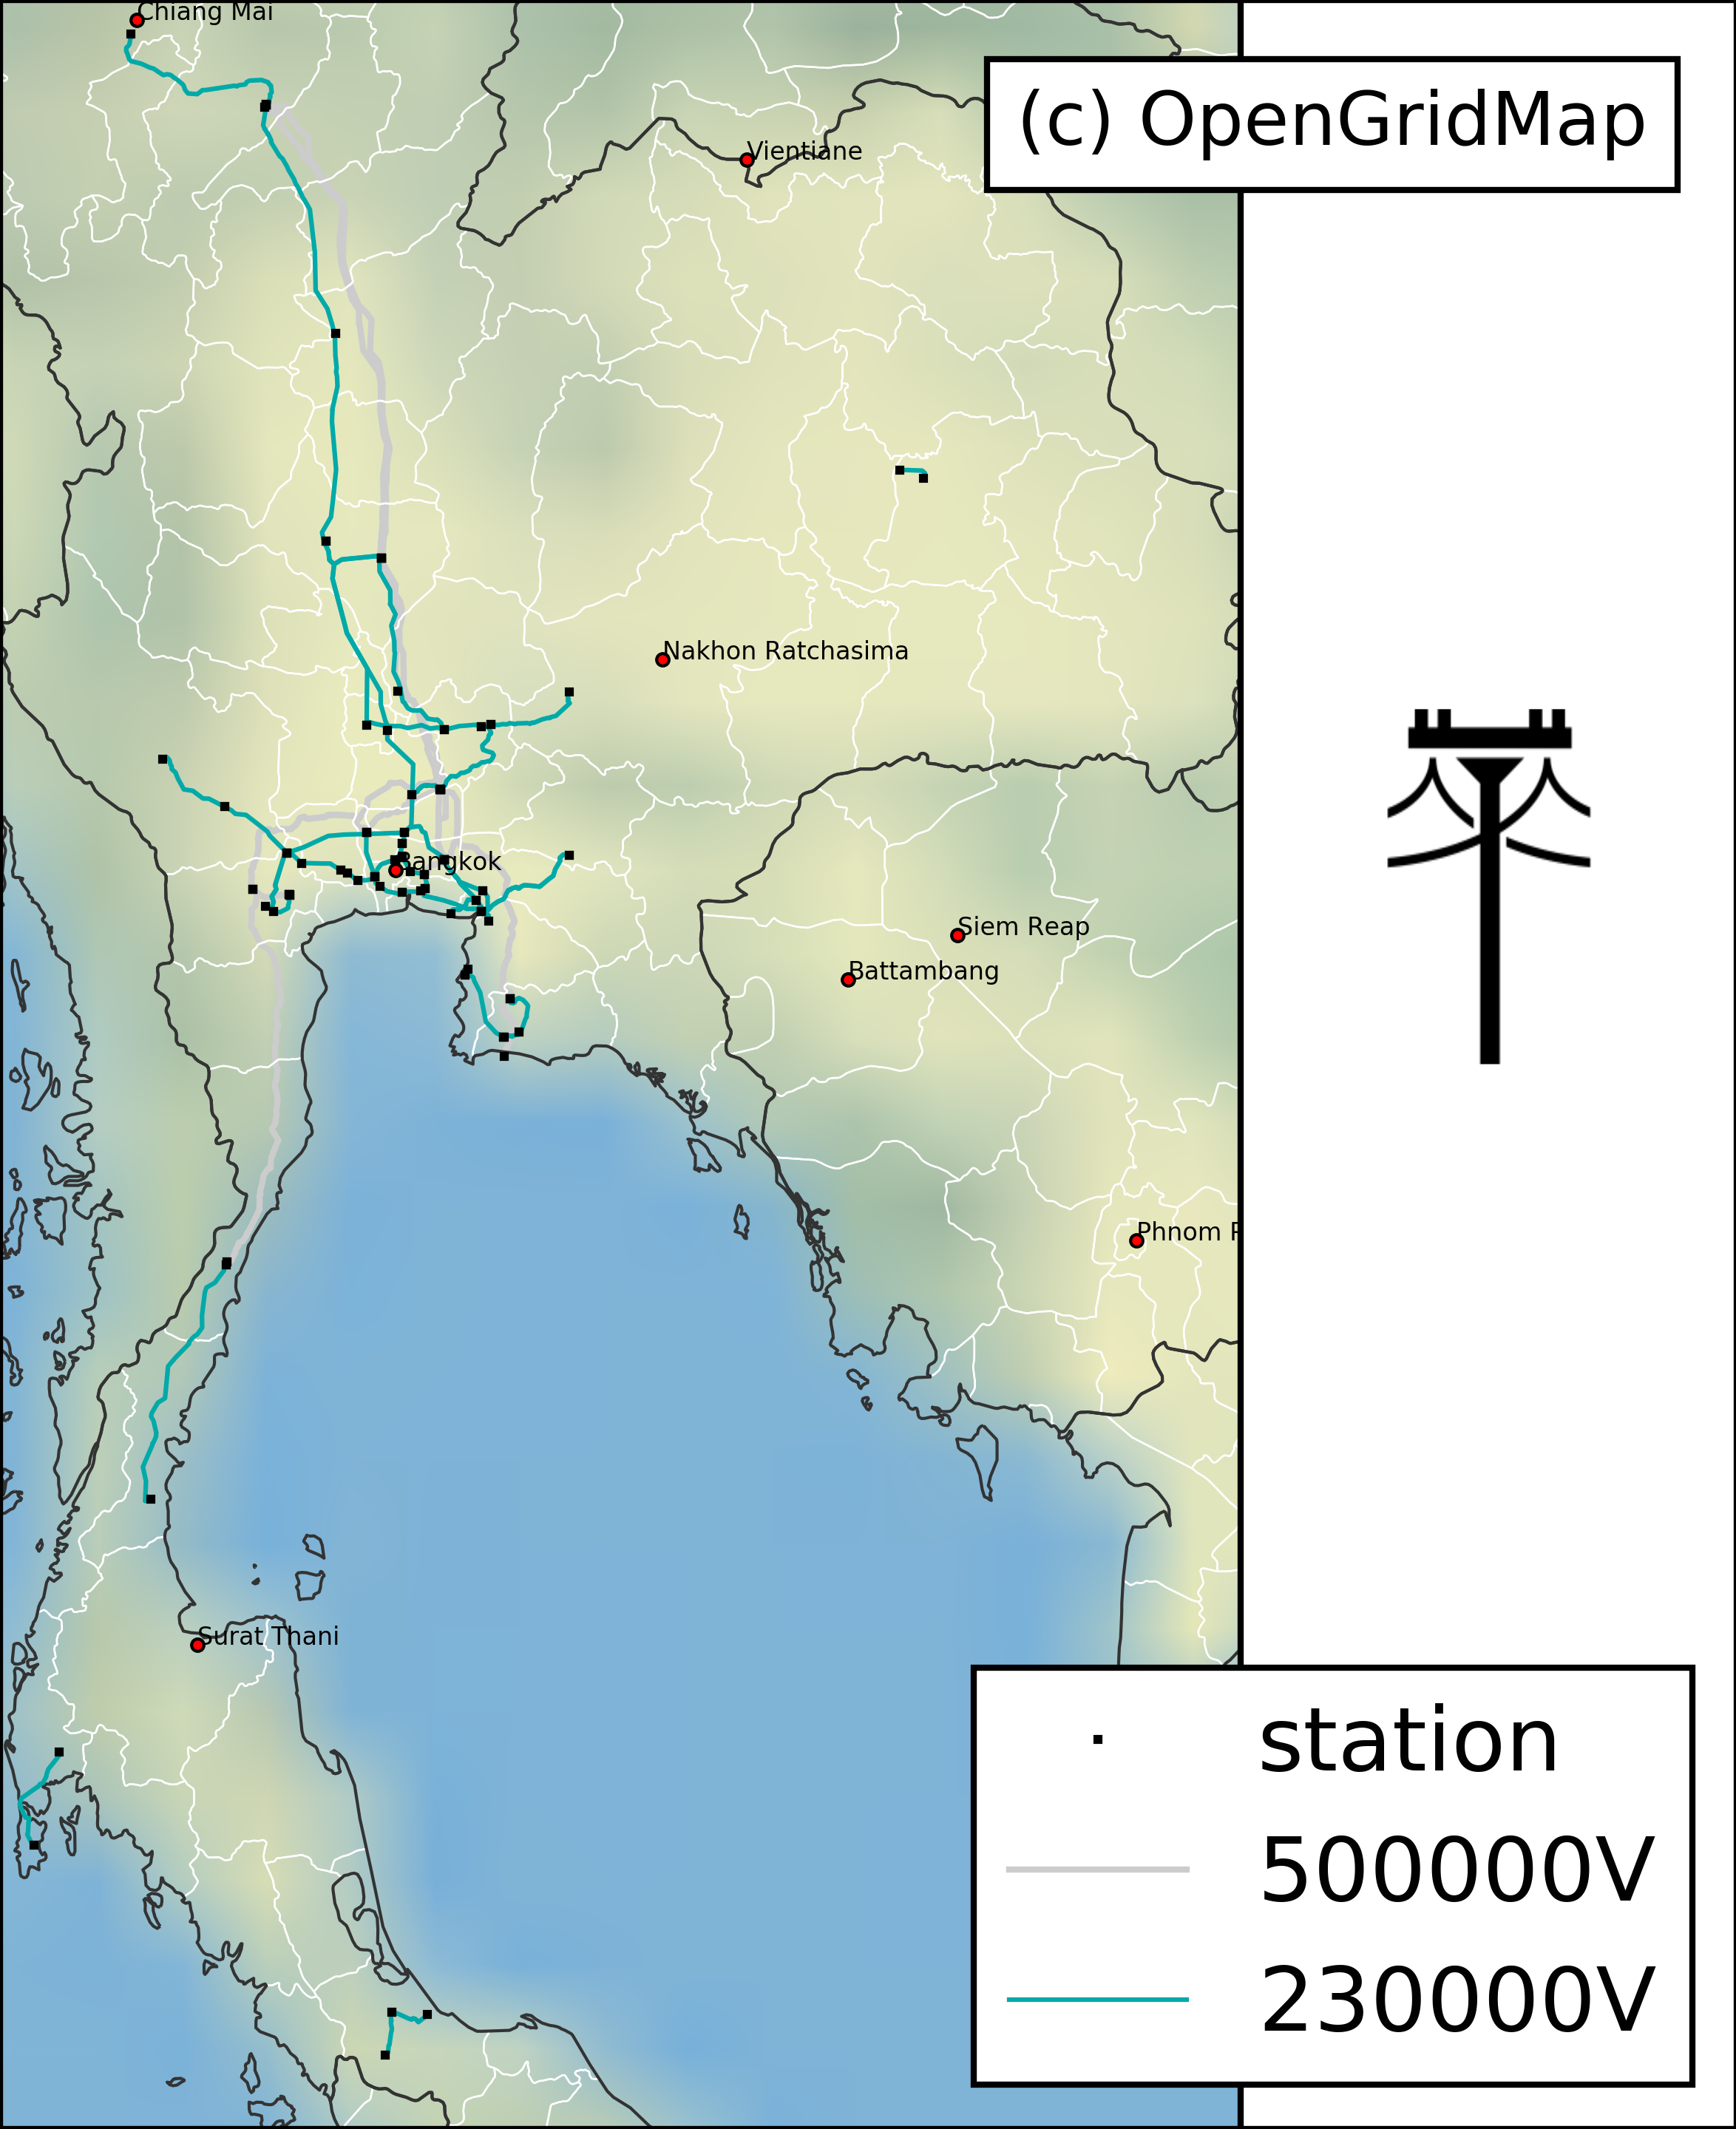 Chiang Mai
(c) OpenGridMap
Vientiane
Nakhon Ratchasima
Bangkok
Siem Reap
Battambang
Phnom P
Surat Thani
station
500000V
230000V